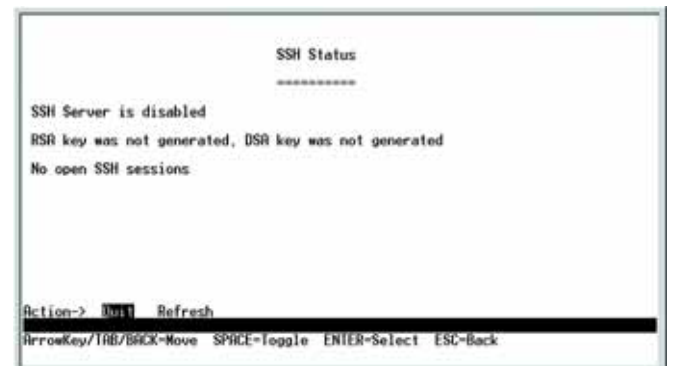 SSH Status
----------
SSH Server is disabled
RSA key was not generated, DSA key was not generated
No open SSH sessions
Action-> Quit Refresh
ArrowKey/TAB/BACK=Move SPACE=Toggle ENTER=Select ESC=Back